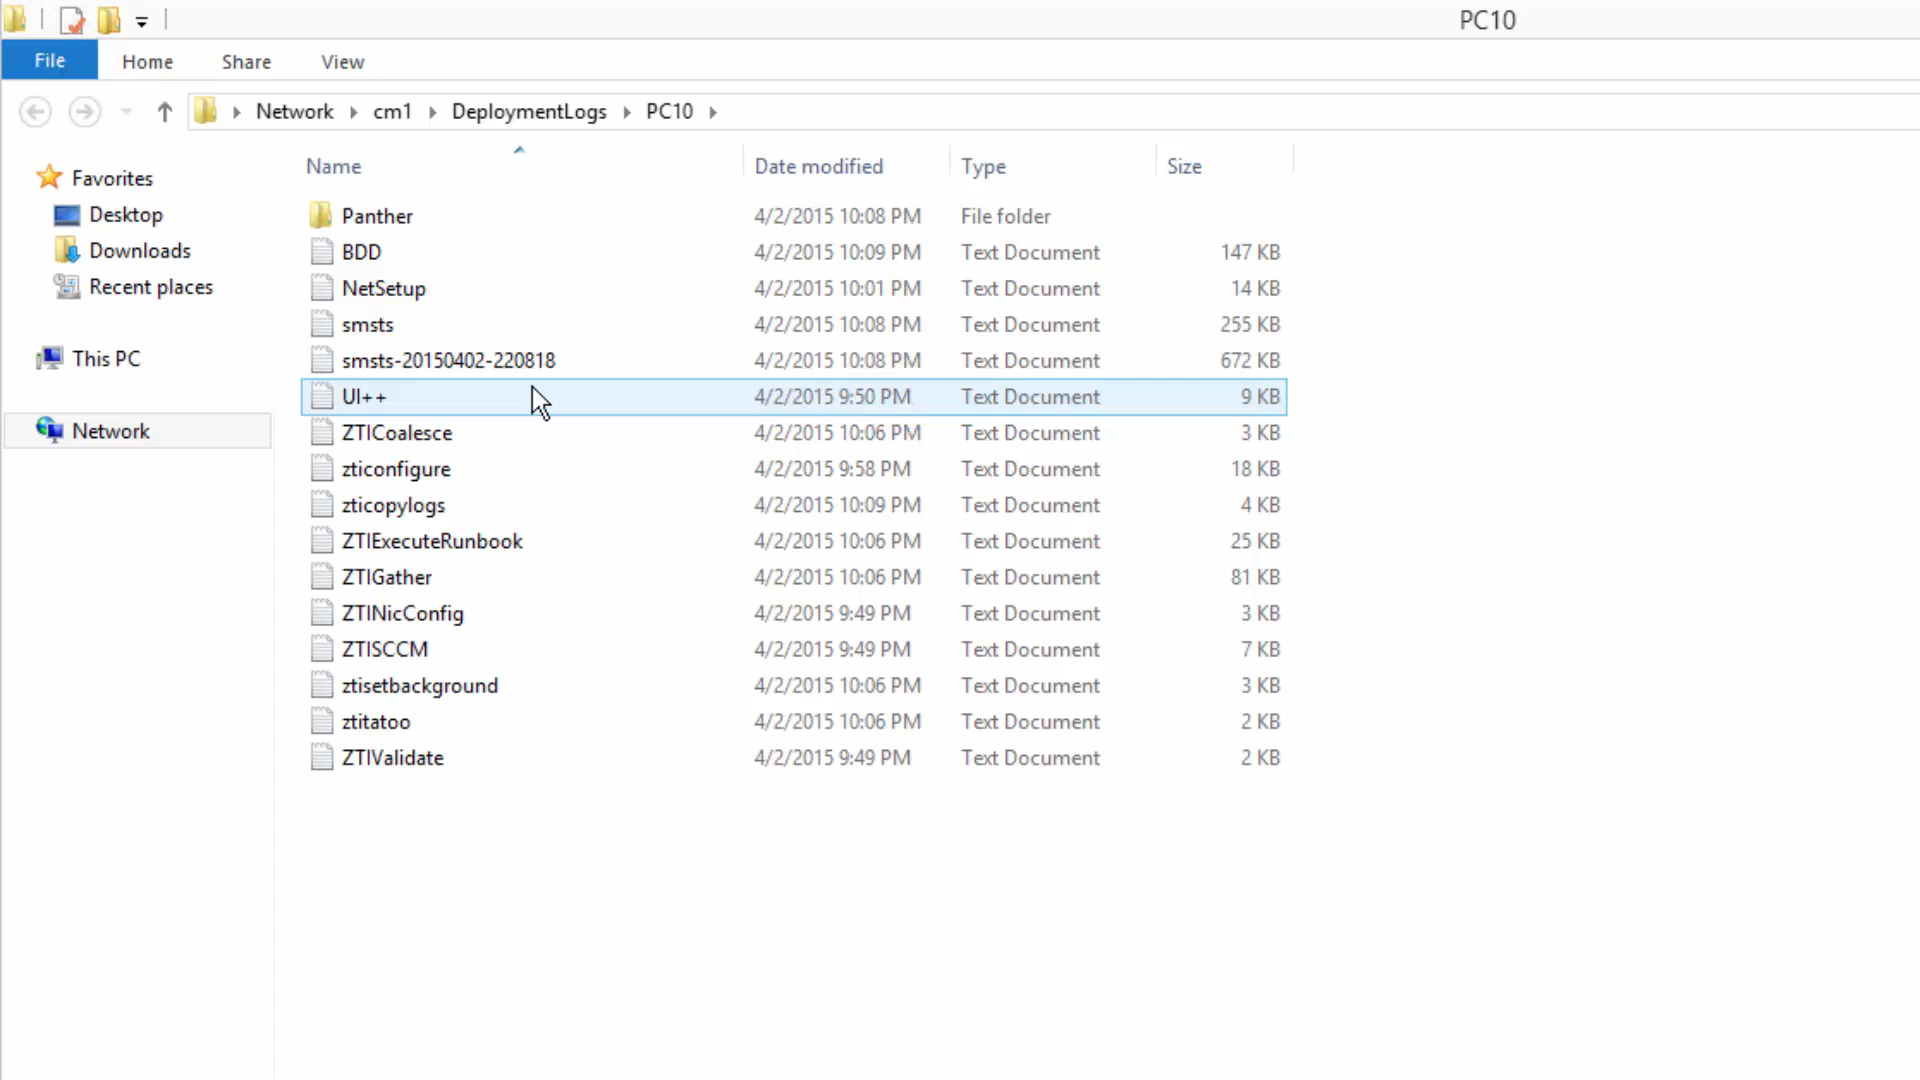 PC10
File Home Share View
Network cm1 DeploymentLogs PC10
Name Date modified Type Size
Favorites
Desktop
Downloads
Recent places
This PC
Network
Panther 4/2/2015 10:08 PM File folder
BDD 4/2/2015 10:09 PM Text Document 147 KB
NetSetup 4/2/2015 10:01 PM Text Document 14 KB
smsts 4/2/2015 10:08 PM Text Document 255 KB
smsts-20150402-220818 4/2/2015 10:08 PM Text Document 672 KB
UI++ 4/2/2015 9:50 PM Text Document 9 KB
ZTICoalesce 4/2/2015 10:06 PM Text Document 3 KB
zticonfigure 4/2/2015 9:58 PM Text Document 18 KB
zticopylogs 4/2/2015 10:09 PM Text Document 4 KB
ZTIExecuteRunbook 4/2/2015 10:06 PM Text Document 25 KB
ZTIGather 4/2/2015 10:06 PM Text Document 81 KB
ZTINicConfig 4/2/2015 9:49 PM Text Document 3 KB
ZTISCCM 4/2/2015 9:49 PM Text Document 7 KB
ztisetbackground 4/2/2015 10:06 PM Text Document 3 KB
ztitatoo 4/2/2015 10:06 PM Text Document 2 KB
ZTIValidate 4/2/2015 9:49 PM Text Document 2 KB